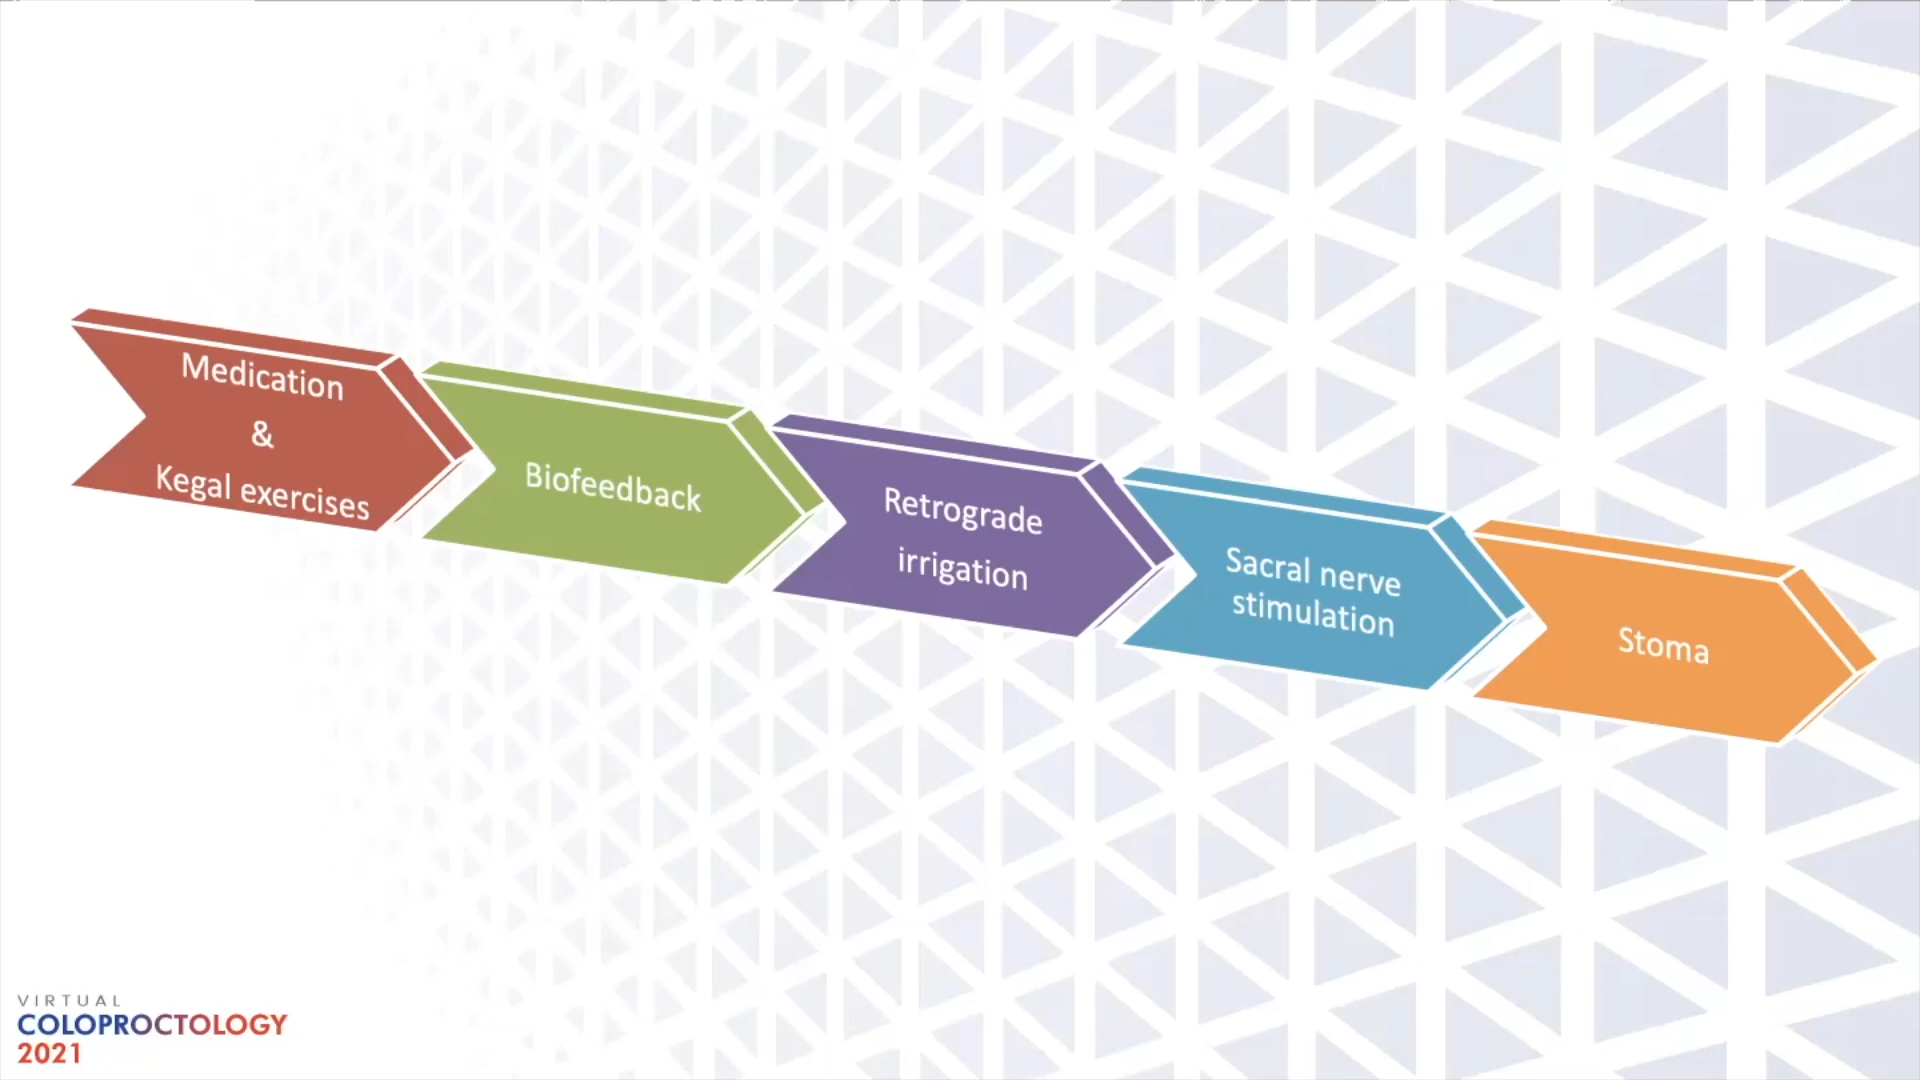 Medication
&
Kegal exercises
Biofeedback
Retrograde
irrigation
Sacral nerve
stimulation
Stoma
VIRTUAL
COLOPROCTOLOGY
2021